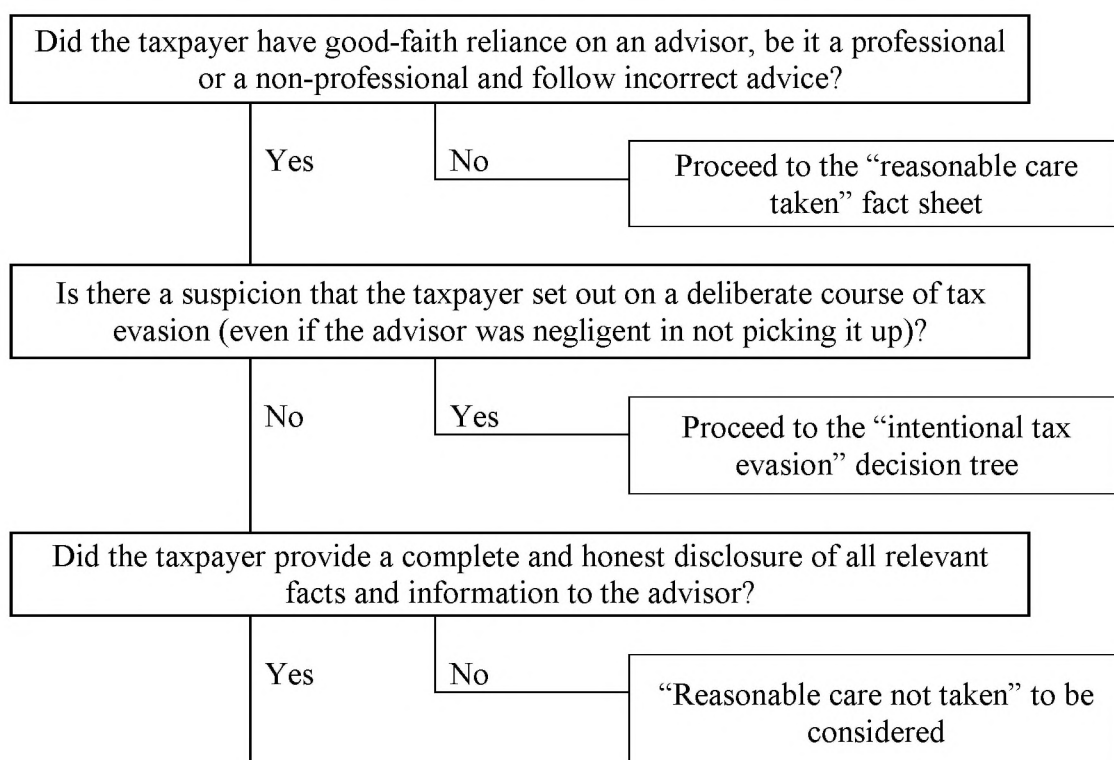 Did the taxpayer have good-faith reliance on an advisor, be it a professional
or a non-professional and follow incorrect advice?
Yes
No
Proceed to the “reasonable care
taken” fact sheet
Is there a suspicion that the taxpayer set out on a deliberate course of tax
evasion (even if the advisor was negligent in not picking it up)?
No
Yes
Proceed to the “intentional tax
evasion” decision tree
Did the taxpayer provide a complete and honest disclosure of all relevant
facts and information to the advisor?
Yes
No
“Reasonable care not taken” to be
considered